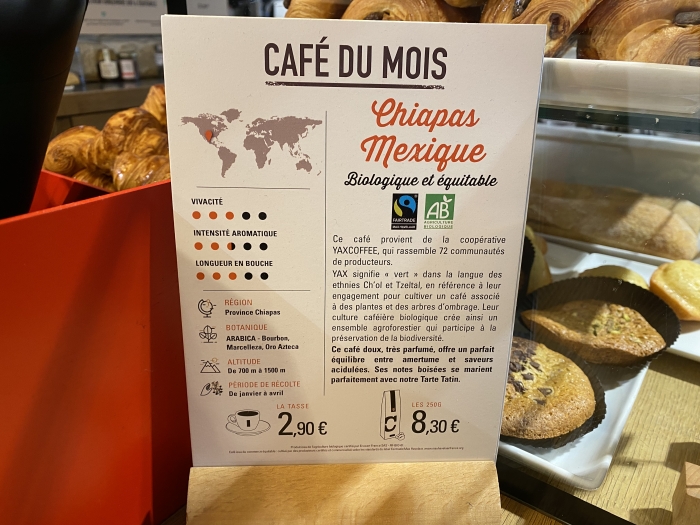 CAFÉ DU MOIS
Chiapas
Mexique
Biologique et équitable
FAIRTRADE
AB
AGRICULTURE
BIOLOGIQUE
VIVACITÉ
INTENSITÉ AROMATIQUE
LONGUEUR EN BOUCHE
RÉGION
Province Chiapas
BOTANIQUE
ARABICA - Bourbon,
Marcelleza, Oro Azteca
ALTITUDE
De 700 m à 1500 m
PÉRIODE DE RÉCOLTE
De janvier à avril
Ce café provient de la coopérative
YAXCOFFEE, qui rassemble 72 communautés
de producteurs.
YAX signifie « vert » dans la langue des
ethnies Ch'ol et Tzeltal, en référence à leur
engagement pour cultiver un café associé
à des plantes et des arbres d'ombrage. Leur
culture caféière biologique crée ainsi un
ensemble agroforestier qui participe à la
préservation de la biodiversité.
Ce café doux, très parfumé, offre un parfait
équilibre entre amertume et saveurs
acidulées. Ses notes boisées se marient
parfaitement avec notre Tarte Tatin.
LA TASSE
2,90 €
LES 250G
8,30 €